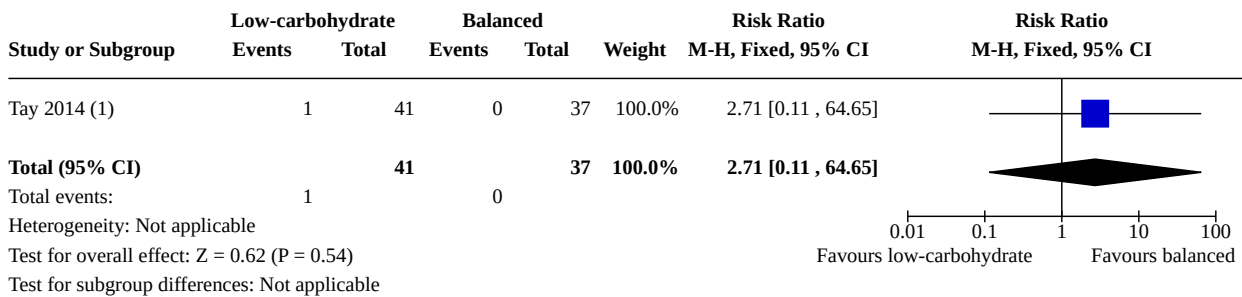 Low-carbohydrate Balanced Risk Ratio Risk Ratio
Study or Subgroup Events Total Events Total Weight M-H, Fixed, 95% CI M-H, Fixed, 95% CI
Tay 2014 (1) 1 41 0 37 100.0% 2.71 [0.11 , 64.65]
Total (95% CI) 41 37 100.0% 2.71 [0.11 , 64.65]
Total events: 1 0
Heterogeneity: Not applicable
0.01 0.1 1 10 100
Test for overall effect: Z = 0.62 (P = 0.54) Favours low-carbohydrate Favours balanced
Test for subgroup differences: Not applicable